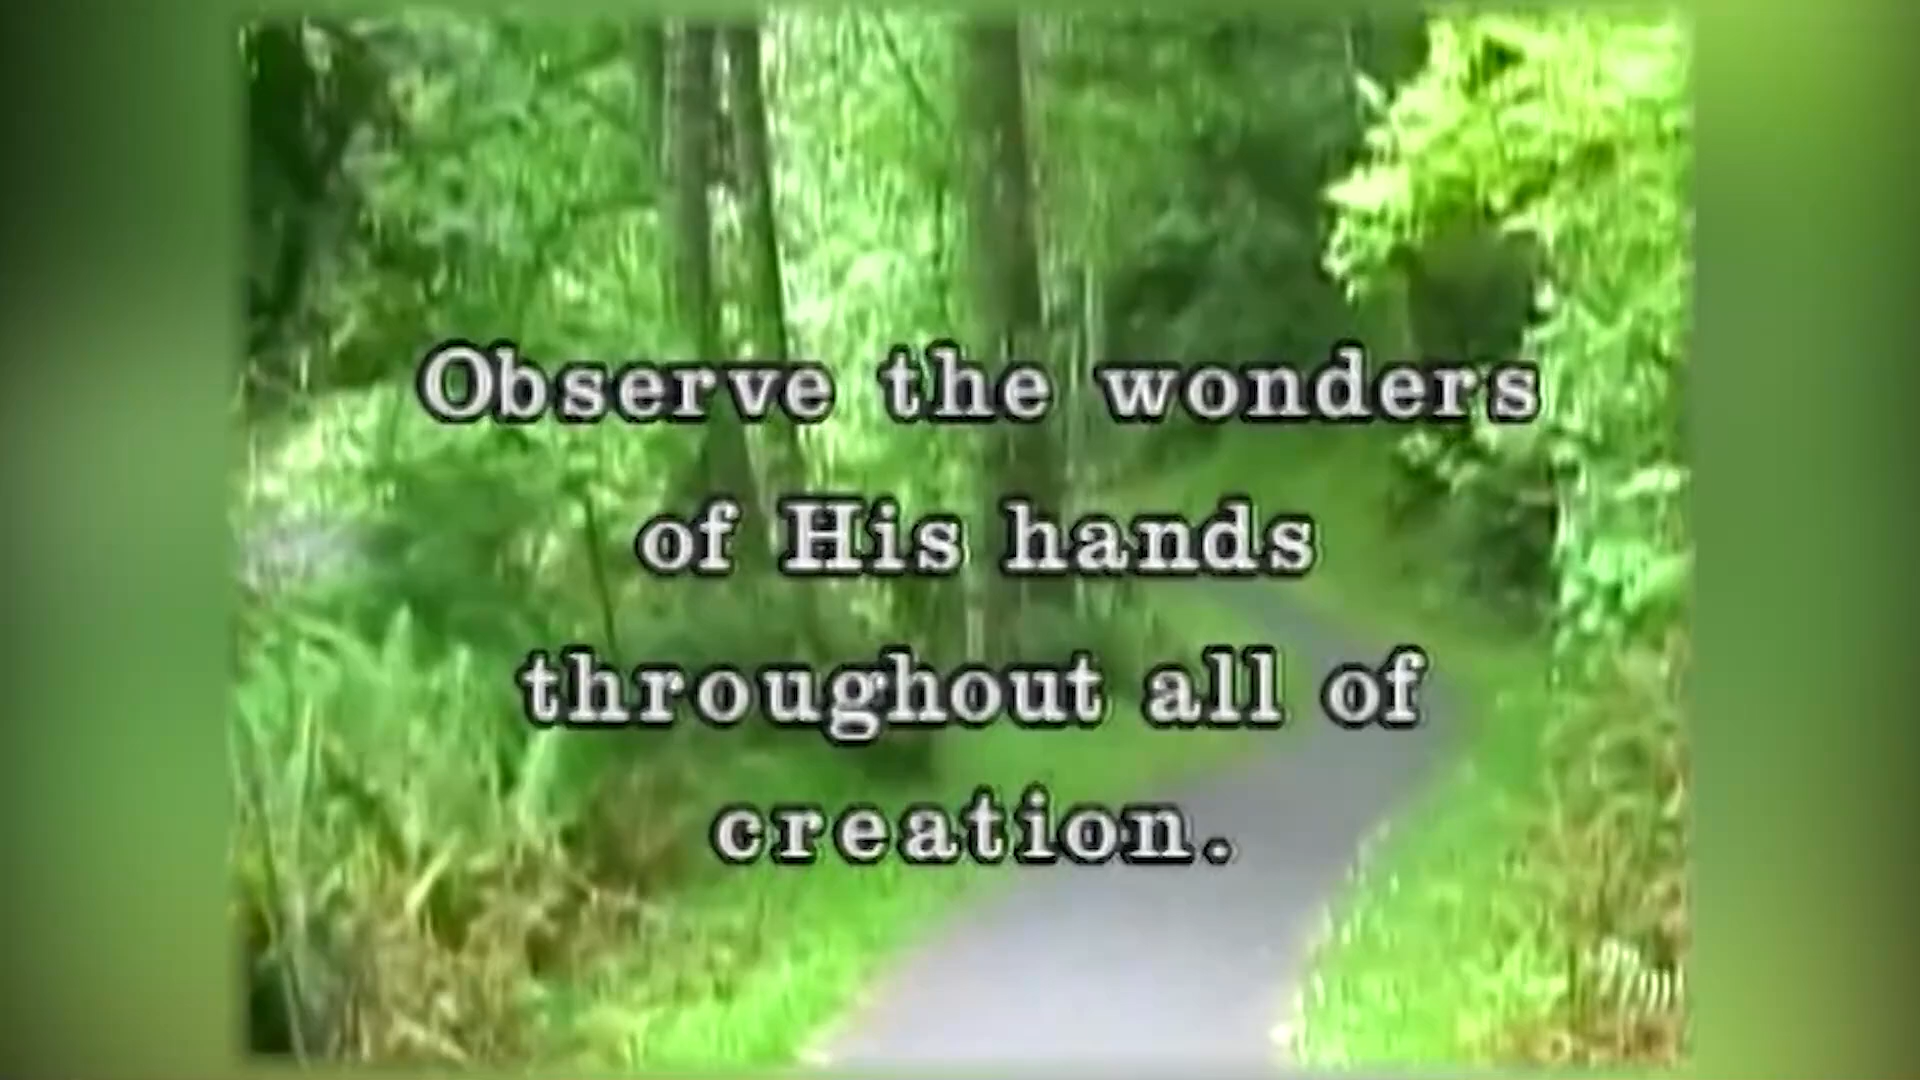 Observe the wonders
of His hands
throughout all of
creation.